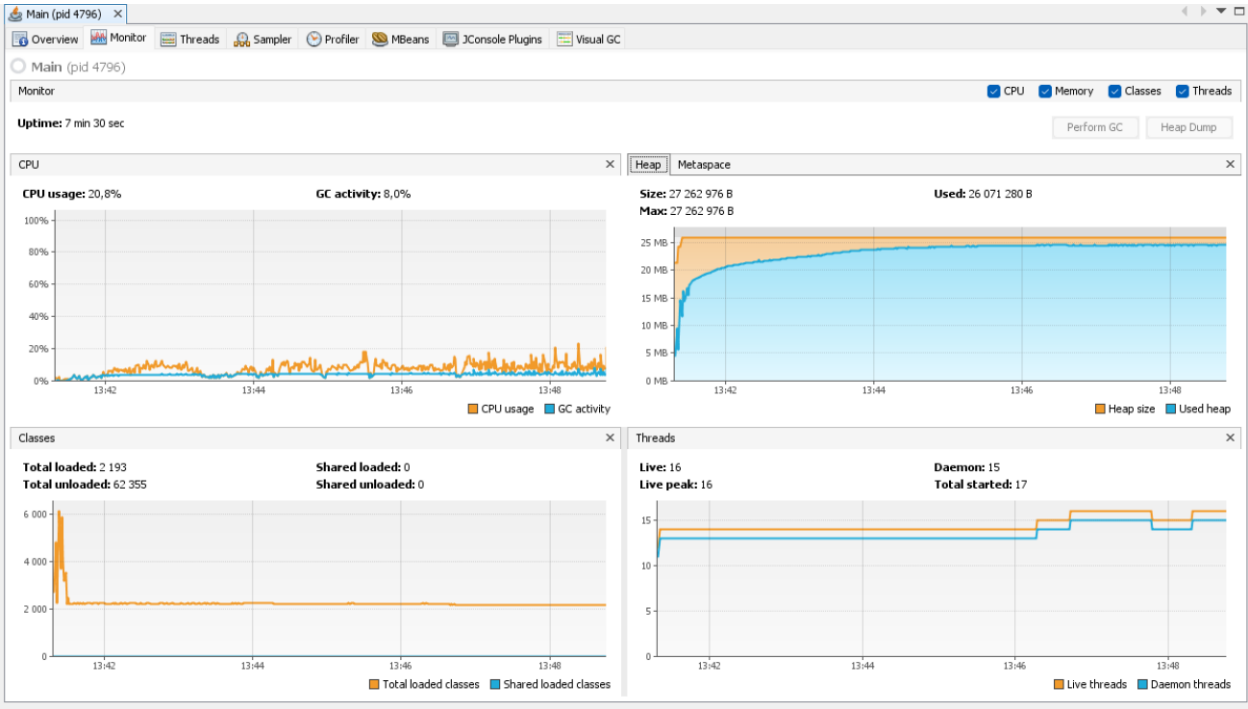 Main (pid 4796)
Overview Monitor Threads Sampler Profiler MBeans JConsole Plugins Visual GC
Main (pid 4796)
Monitor CPU Memory Classes Threads
Uptime: 7 min 30 sec
Perform GC Heap Dump
CPU
CPU usage: 20,8% GC activity: 8,0%
100%
80%
60%
40%
20%
0%
13:42 13:44 13:46 13:48
CPU usage GC activity
Heap Metaspace
Size: 27 262 976 B Used: 26 071 280 B
Max: 27 262 976 B
25 MB
20 MB
15 MB
10 MB
5 MB
0 MB
13:42 13:44 13:46 13:48
Heap size Used heap
Classes
Total loaded: 2 193 Shared loaded: 0
Total unloaded: 62 355 Shared unloaded: 0
6 000
4 000
2 000
0
13:42 13:44 13:46 13:48
Total loaded classes Shared loaded classes
Threads
Live: 16 Daemon: 15
Live peak: 16 Total started: 17
15
10
5
0
13:42 13:44 13:46 13:48
Live threads Daemon threads